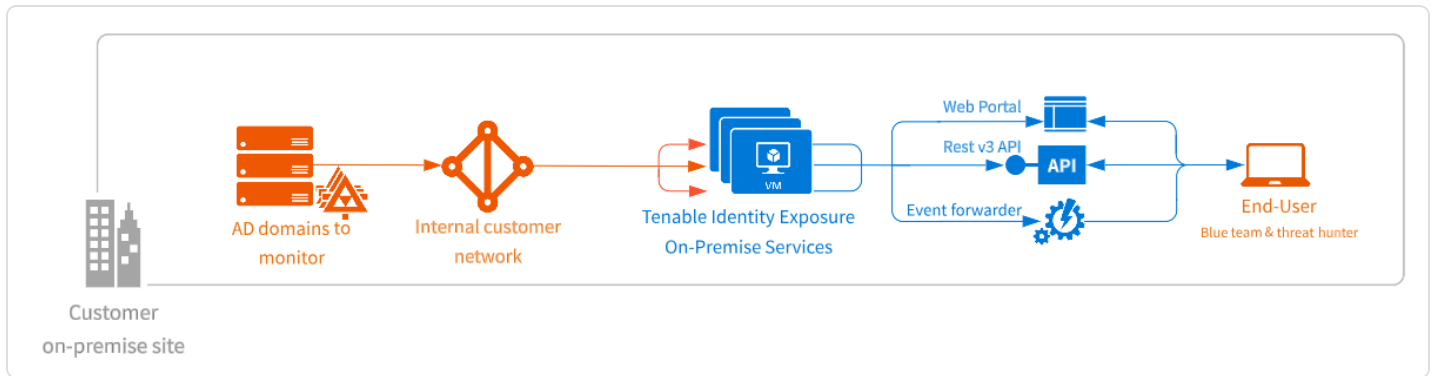 Web Portal
Rest v3 API
API
VM
Event forwarder
AD domains to
monitor
Internal customer
network
Tenable Identity Exposure
On-Premise Services
End-User
Blue team & threat hunter
Customer
on-premise site